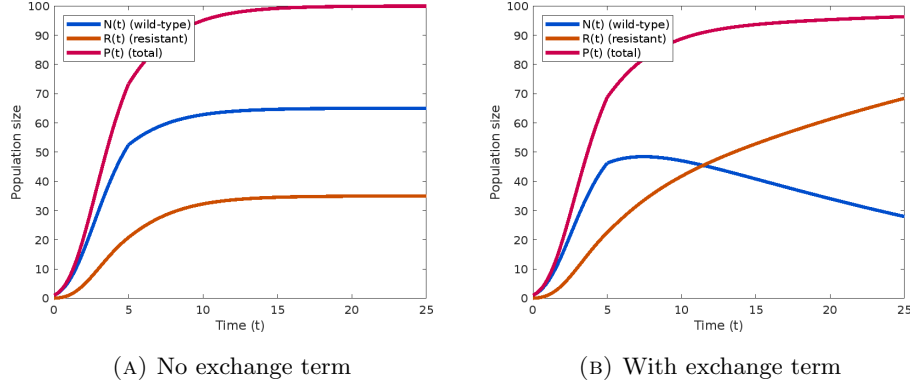 100
90
80
70
60
50
40
30
20
10
0
Population size
N(t) (wild-type)
R(t) (resistant)
P(t) (total)
0 5 10 15 20 25
Time (t)
(A) No exchange term
100
90
80
70
60
50
40
30
20
10
0
Population size
N(t) (wild-type)
R(t) (resistant)
P(t) (total)
0 5 10 15 20 25
Time (t)
(B) With exchange term